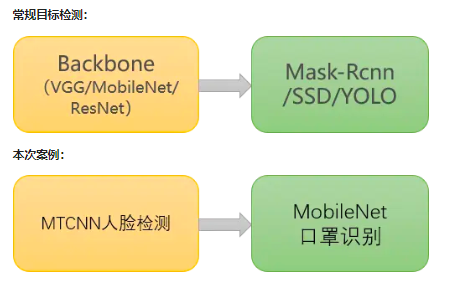 常规目标检测：
Backbone
（VGG/MobileNet/
ResNet）
Mask-Rcnn
/SSD/YOLO
本次案例：
MTCNN人脸检测
MobileNet
口罩识别